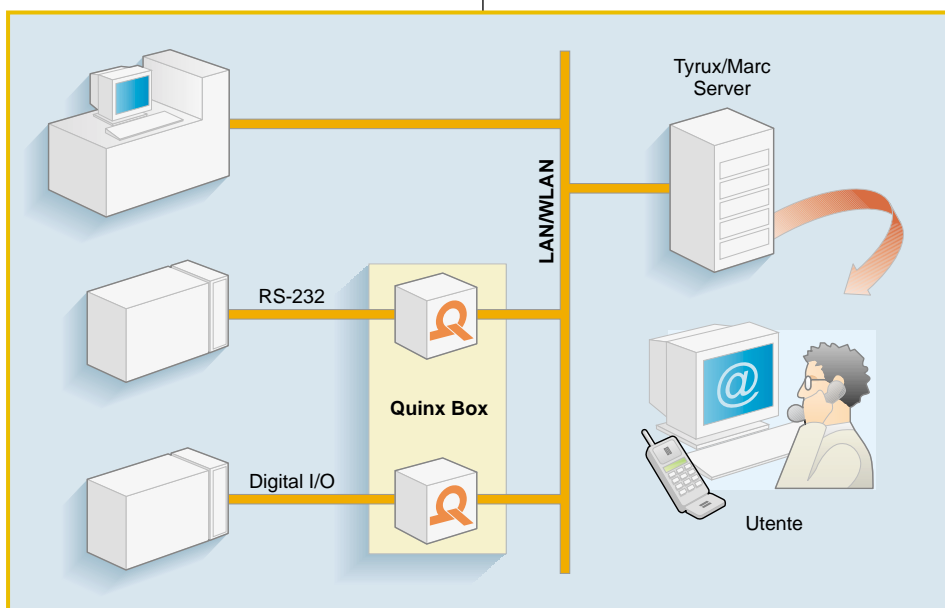 Tyrux/Marc
Server
LAN/WLAN
RS-232
Quinx Box
@
Digital I/O
Utente